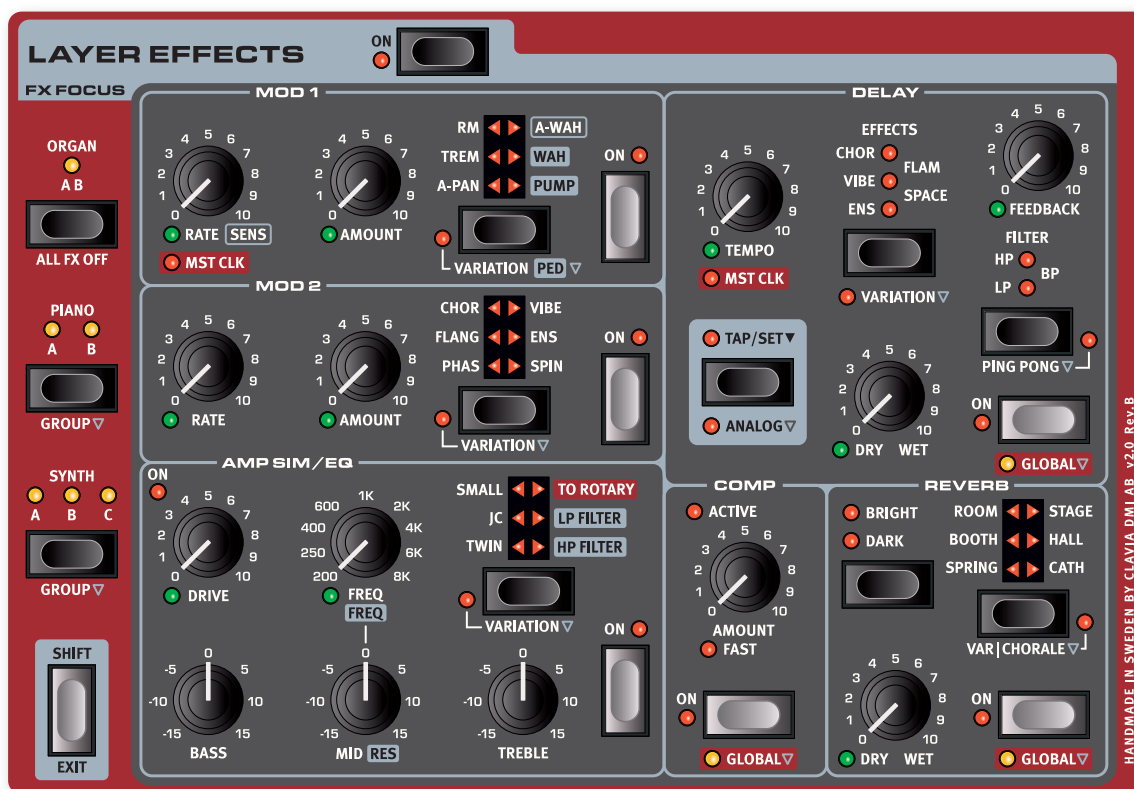 LAYER EFFECTS
ON
FX FOCUS
ORGAN
A B
ALL FX OFF
PIANO
A B
GROUP ▽
SYNTH
A B C
GROUP ▽
SHIFT
EXIT
MOD 1
0 1 2 3 4 5 6 7 8 9 10
RATE SENS
MST CLK
0 1 2 3 4 5 6 7 8 9 10
AMOUNT
RM A-WAH
TREM WAH
A-PAN PUMP
VARIATION PED ▽
ON
MOD 2
0 1 2 3 4 5 6 7 8 9 10
RATE
0 1 2 3 4 5 6 7 8 9 10
AMOUNT
CHOR VIBE
FLANG ENS
PHAS SPIN
VARIATION ▽
ON
AMP SIM/EQ
ON
0 1 2 3 4 5 6 7 8 9 10
DRIVE
200 250 400 600 1K 2K 4K 6K 8K
FREQ
FREQ
SMALL TO ROTARY
JC LP FILTER
TWIN HP FILTER
VARIATION ▽
ON
-15 -10 -5 0 5 10 15
BASS
-15 -10 -5 0 5 10 15
MID RES
-15 -10 -5 0 5 10 15
TREBLE
DELAY
0 1 2 3 4 5 6 7 8 9 10
TEMPO
MST CLK
EFFECTS
CHOR
FLAM
VIBE
SPACE
ENS
VARIATION ▽
0 1 2 3 4 5 6 7 8 9 10
FEEDBACK
FILTER
HP
BP
LP
PING PONG ▽
TAP/SET ▼
ANALOG ▽
0 1 2 3 4 5 6 7 8 9 10
DRY WET
ON
GLOBAL ▽
COMP
ACTIVE
0 1 2 3 4 5 6 7 8 9 10
AMOUNT
FAST
ON
GLOBAL ▽
REVERB
BRIGHT
DARK
ROOM STAGE
BOOTH HALL
SPRING CATH
VAR|CHORALE ▽
0 1 2 3 4 5 6 7 8 9 10
DRY WET
ON
GLOBAL ▽
HANDMADE IN SWEDEN BY CLAVIA DMI AB v2.0 Rev.B